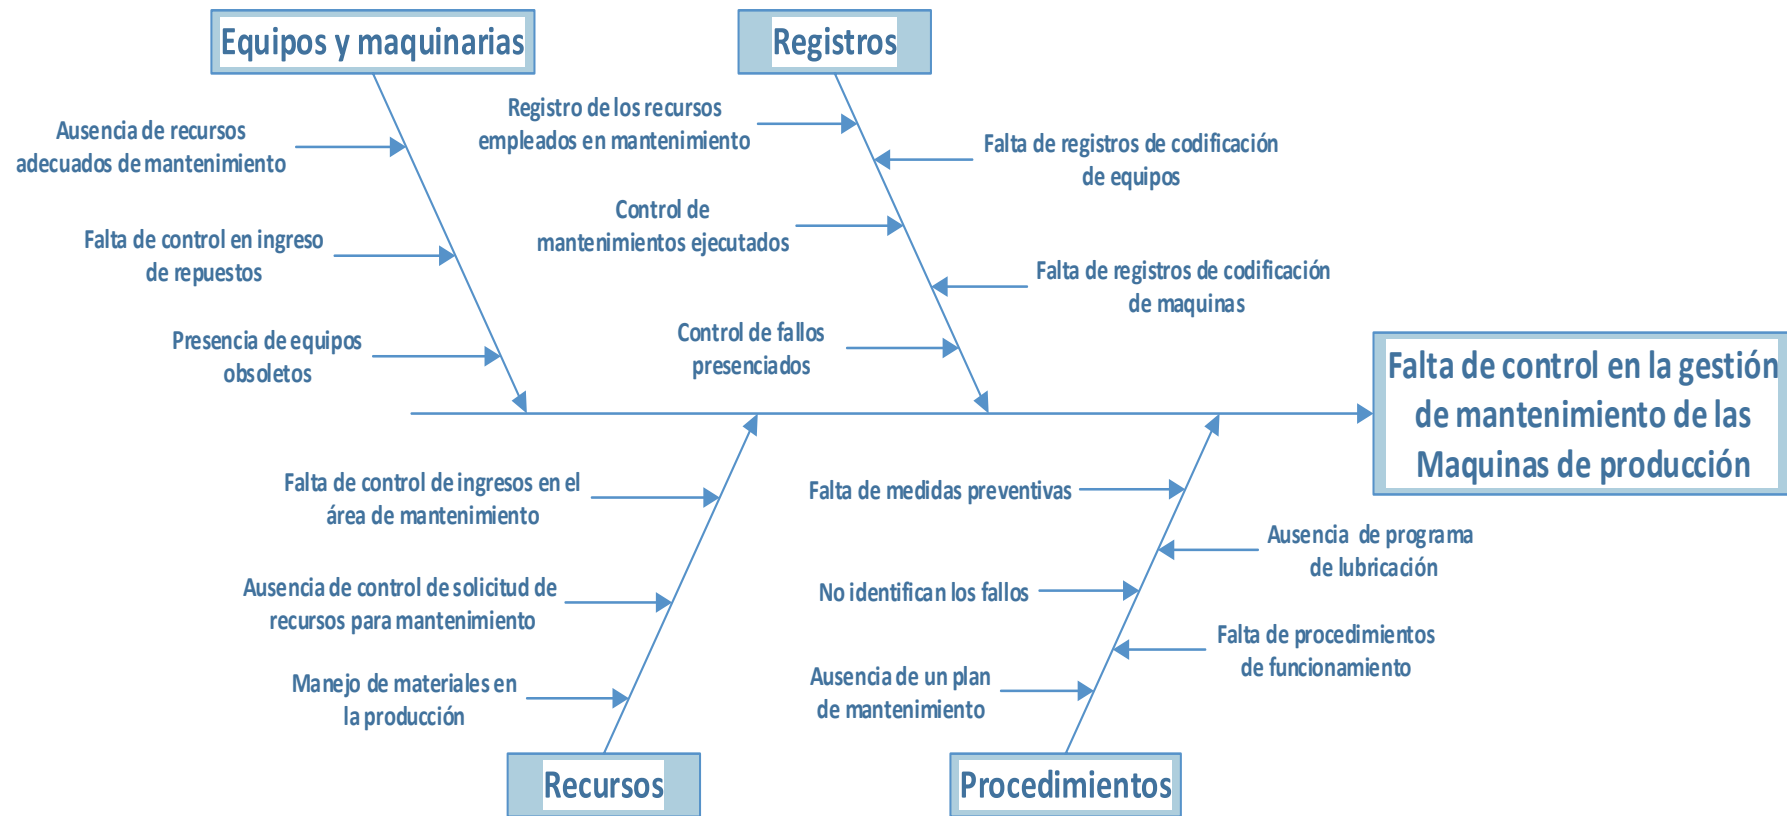 Equipos y maquinarias
Registros
Ausencia de recursos
adecuados de mantenimiento
Falta de control en ingreso
de repuestos
Presencia de equipos
obsoletos
Registro de los recursos
empleados en mantenimiento
Control de
mantenimientos ejecutados
Control de fallos
presenciados
Falta de registros de codificación
de equipos
Falta de registros de codificación
de maquinas
Falta de control en la gestión
de mantenimiento de las
Maquinas de producción
Falta de control de ingresos en el
área de mantenimiento
Ausencia de control de solicitud de
recursos para mantenimiento
Manejo de materiales en
la producción
Falta de medidas preventivas
No identifican los fallos
Ausencia de un plan
de mantenimiento
Ausencia de programa
de lubricación
Falta de procedimientos
de funcionamiento
Recursos
Procedimientos